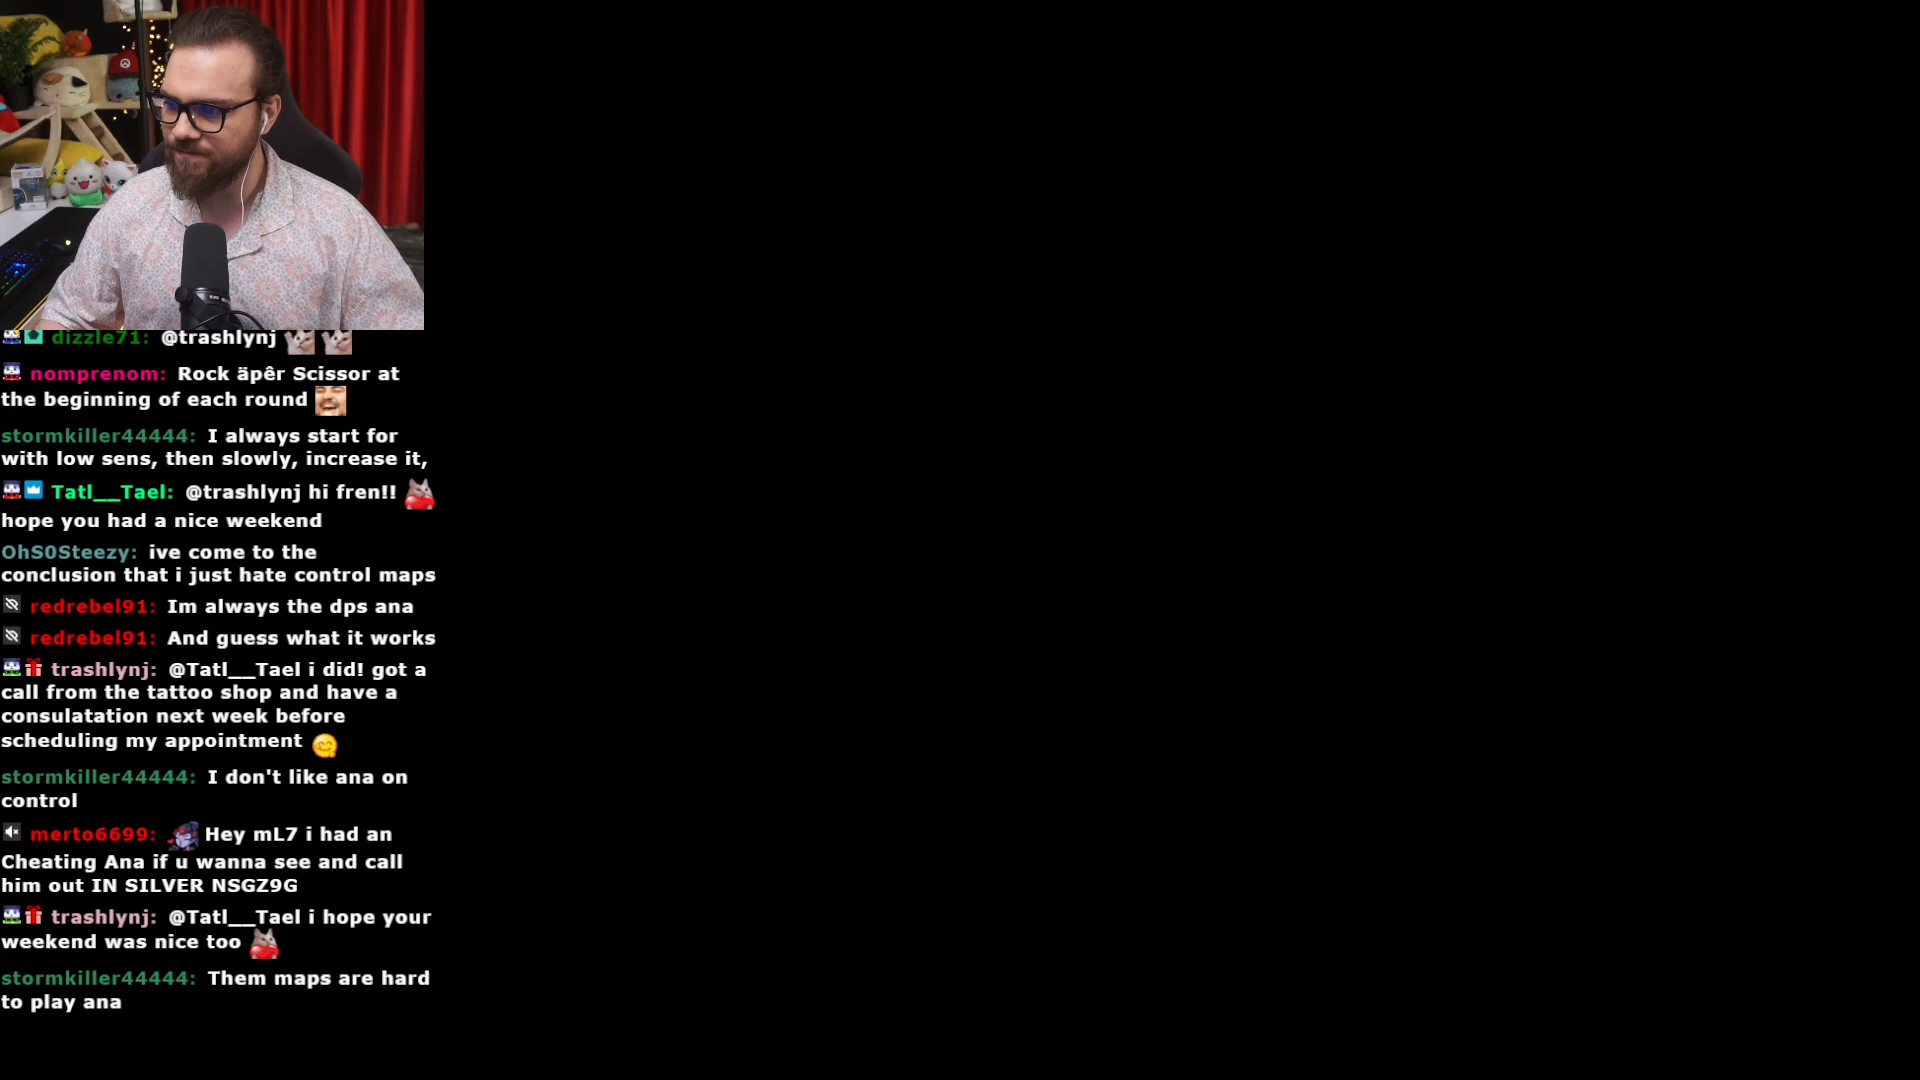 dizzle71: @trashlynj
nomprenom: Rock äpêr Scissor at
the beginning of each round
stormkiller44444: I always start for
with low sens, then slowly, increase it,
Tatl__Tael: @trashlynj hi fren!!
hope you had a nice weekend
OhS0Steezy: ive come to the
conclusion that i just hate control maps
redrebel91: Im always the dps ana
redrebel91: And guess what it works
trashlynj: @Tatl__Tael i did! got a
call from the tattoo shop and have a
consulatation next week before
scheduling my appointment
stormkiller44444: I don't like ana on
control
merto6699: Hey mL7 i had an
Cheating Ana if u wanna see and call
him out IN SILVER NSGZ9G
trashlynj: @Tatl__Tael i hope your
weekend was nice too
stormkiller44444: Them maps are hard
to play ana